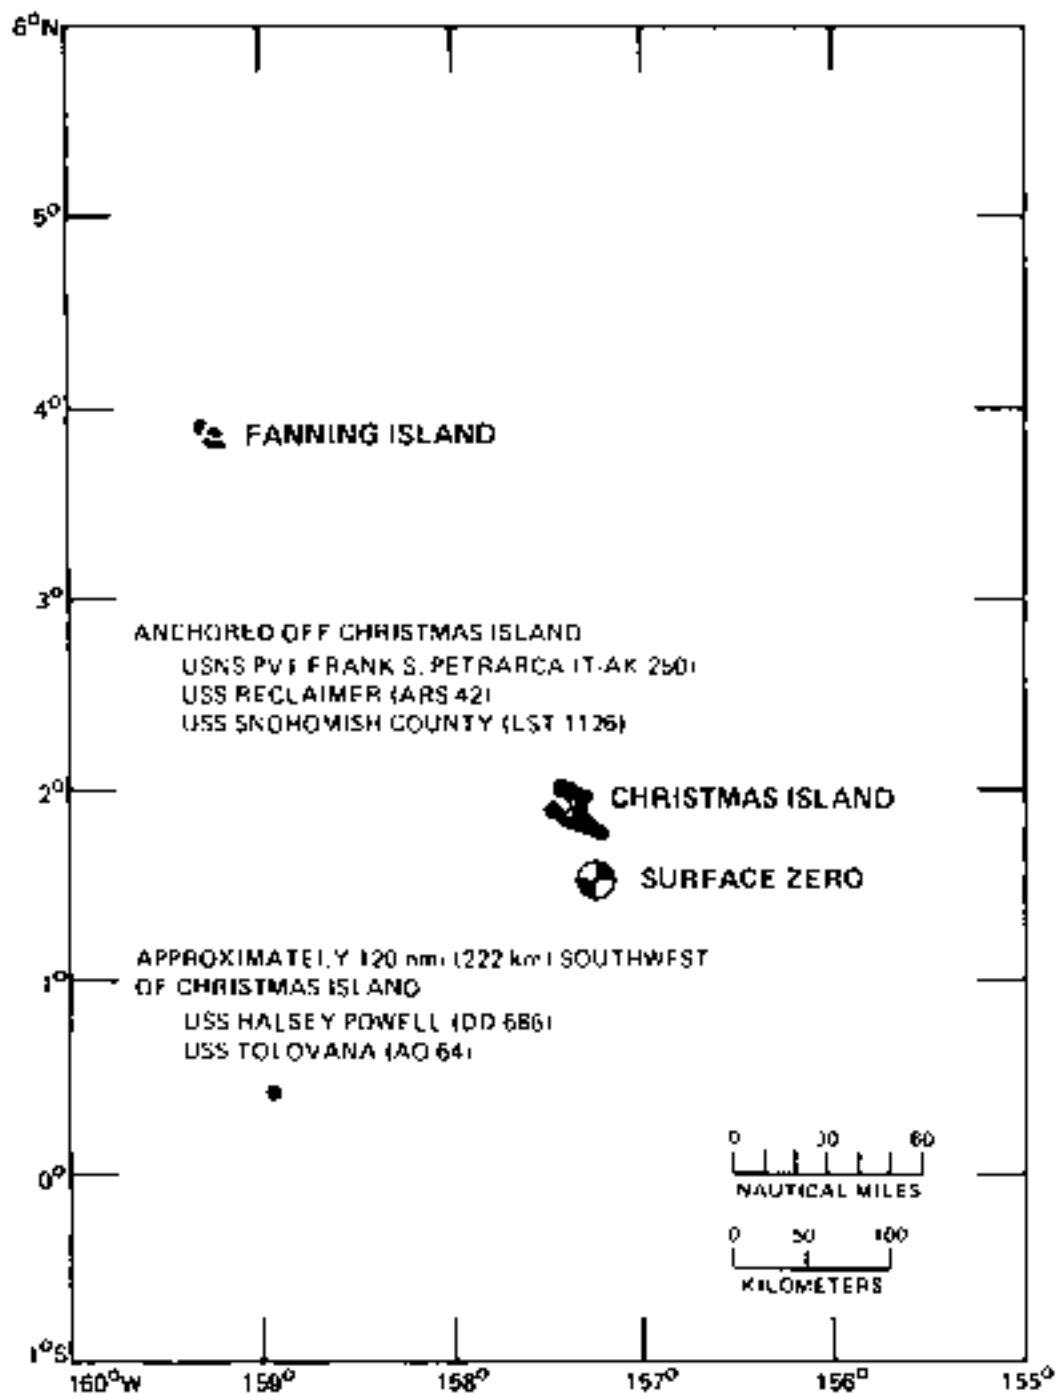 6°N
5°
4°
FANNING ISLAND
3°
ANCHORED OFF CHRISTMAS ISLAND
USNS PVT FRANK S. PETRARCA (T-AK 250)
USS RECLAIMER (ARS 42)
USS SNOHOMISH COUNTY (LST 1126)
2°
CHRISTMAS ISLAND
SURFACE ZERO
APPROXIMATELY 120 nmi (222 km) SOUTHWEST
1°
OF CHRISTMAS ISLAND
USS HALSEY POWELL (DD 686)
USS TOLOVANA (AO 64)
0 30 60
NAUTICAL MILES
0°
0 50 100
KILOMETERS
1°S
160°W 159° 158° 157° 156° 155°